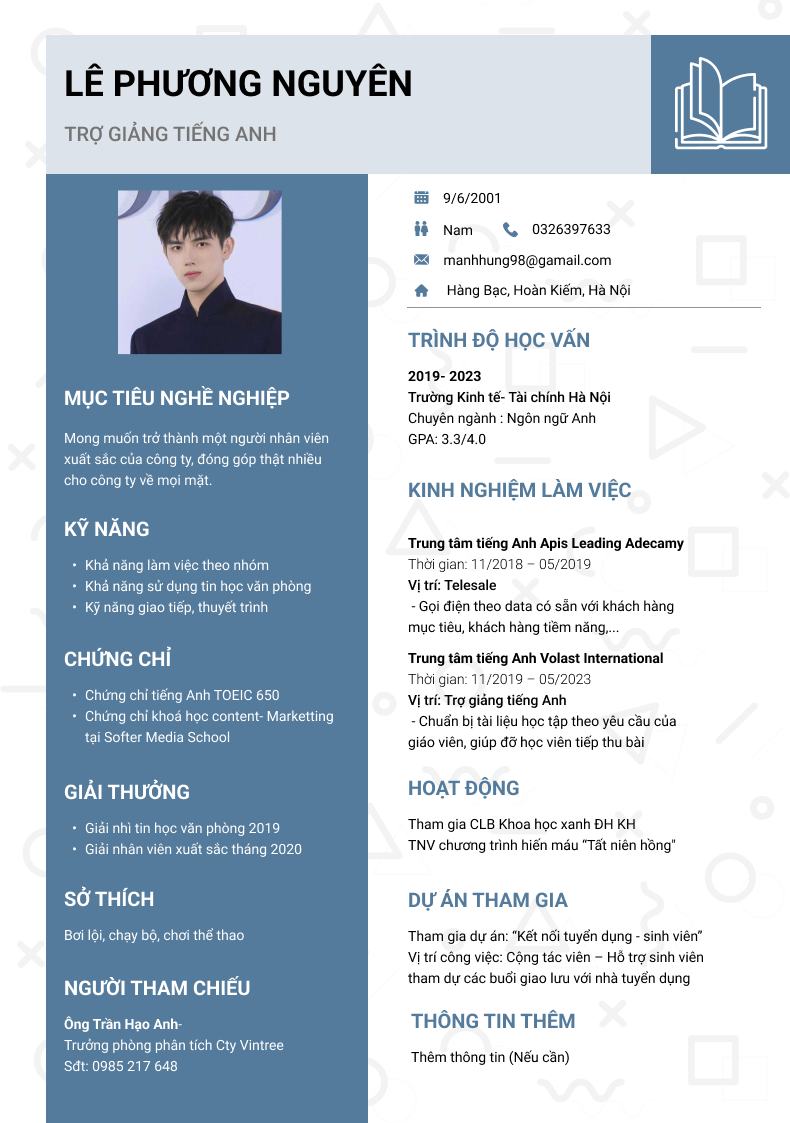 LÊ PHƯƠNG NGUYÊN
TRỢ GIẢNG TIẾNG ANH
MỤC TIÊU NGHỀ NGHIỆP
Mong muốn trở thành một người nhân viên
xuất sắc của công ty, đóng góp thật nhiều
cho công ty về mọi mặt.
KỸ NĂNG
• Khả năng làm việc theo nhóm
• Khả năng sử dụng tin học văn phòng
• Kỹ năng giao tiếp, thuyết trình
CHỨNG CHỈ
• Chứng chỉ tiếng Anh TOEIC 650
• Chứng chỉ khoá học content- Marketting
tại Softer Media School
GIẢI THƯỞNG
• Giải nhì tin học văn phòng 2019
• Giải nhân viên xuất sắc tháng 2020
SỞ THÍCH
Bơi lội, chạy bộ, chơi thể thao
NGƯỜI THAM CHIẾU
Ông Trần Hạo Anh-
Trưởng phòng phân tích Cty Vintree
Sđt: 0985 217 648
9/6/2001
Nam 0326397633
manhhung98@gamail.com
Hàng Bạc, Hoàn Kiếm, Hà Nội
TRÌNH ĐỘ HỌC VẤN
2019- 2023
Trường Kinh tế- Tài chính Hà Nội
Chuyên ngành : Ngôn ngữ Anh
GPA: 3.3/4.0
KINH NGHIỆM LÀM VIỆC
Trung tâm tiếng Anh Apis Leading Adecamy
Thời gian: 11/2018 – 05/2019
Vị trí: Telesale
- Gọi điện theo data có sẵn với khách hàng
mục tiêu, khách hàng tiềm năng,...
Trung tâm tiếng Anh Volast International
Thời gian: 11/2019 – 05/2023
Vị trí: Trợ giảng tiếng Anh
- Chuẩn bị tài liệu học tập theo yêu cầu của
giáo viên, giúp đỡ học viên tiếp thu bài
HOẠT ĐỘNG
Tham gia CLB Khoa học xanh ĐH KH
TNV chương trình hiến máu “Tất niên hồng"
DỰ ÁN THAM GIA
Tham gia dự án: “Kết nối tuyển dụng - sinh viên”
Vị trí công việc: Cộng tác viên – Hỗ trợ sinh viên
tham dự các buổi giao lưu với nhà tuyển dụng
THÔNG TIN THÊM
Thêm thông tin (Nếu cần)